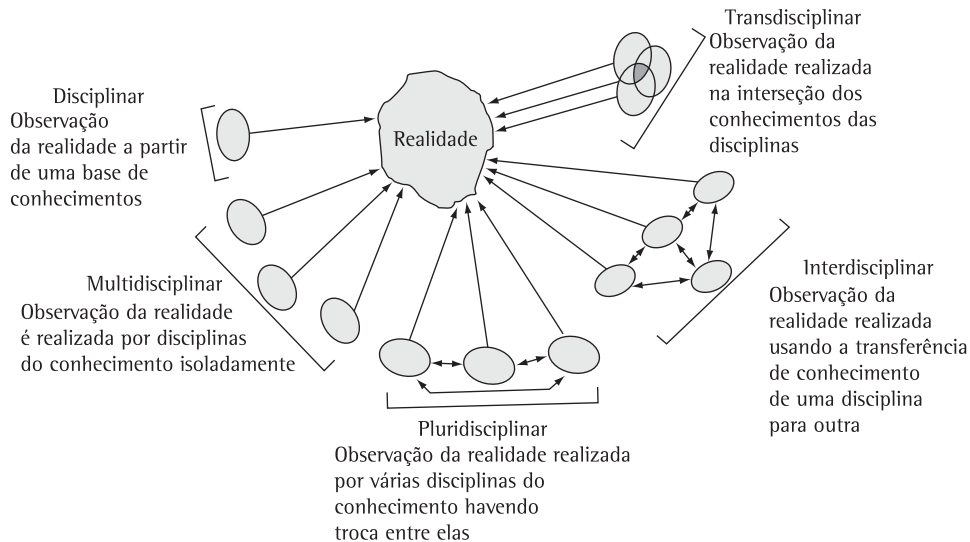 Transdisciplinar
Observação da
realidade realizada
na interseção dos
conhecimentos das
disciplinas
Disciplinar
Observação
da realidade a partir
de uma base de
conhecimentos
Realidade
Multidisciplinar
Observação da realidade
é realizada por disciplinas
do conhecimento isoladamente
Interdisciplinar
Observação da
realidade realizada
usando a transferência
de conhecimento
de uma disciplina
para outra
Pluridisciplinar
Observação da realidade realizada
por várias disciplinas do
conhecimento havendo
troca entre elas